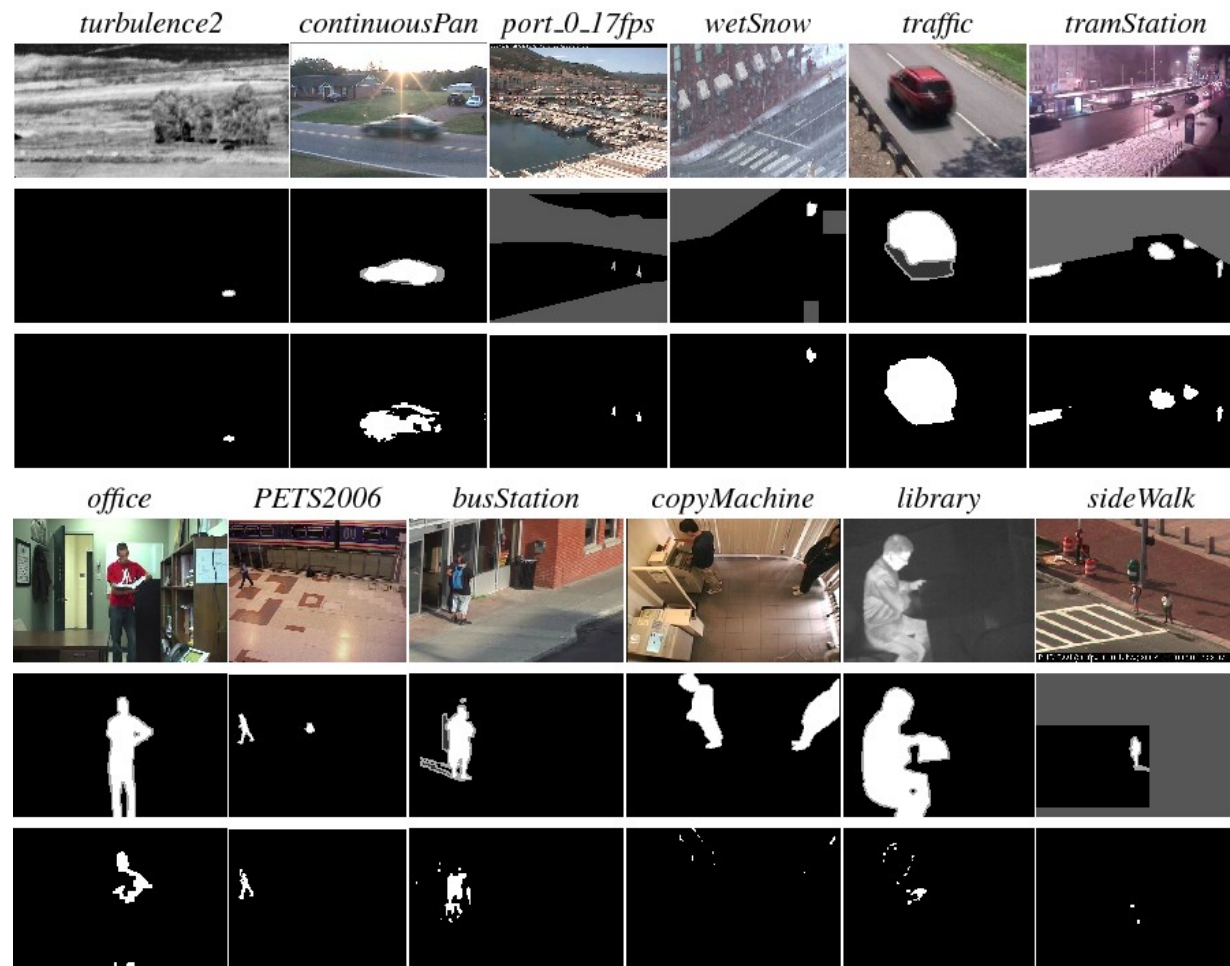 turbulence2 continuousPan port_0_17fps wetSnow traffic tramStation
office PETS2006 busStation copyMachine library sideWalk